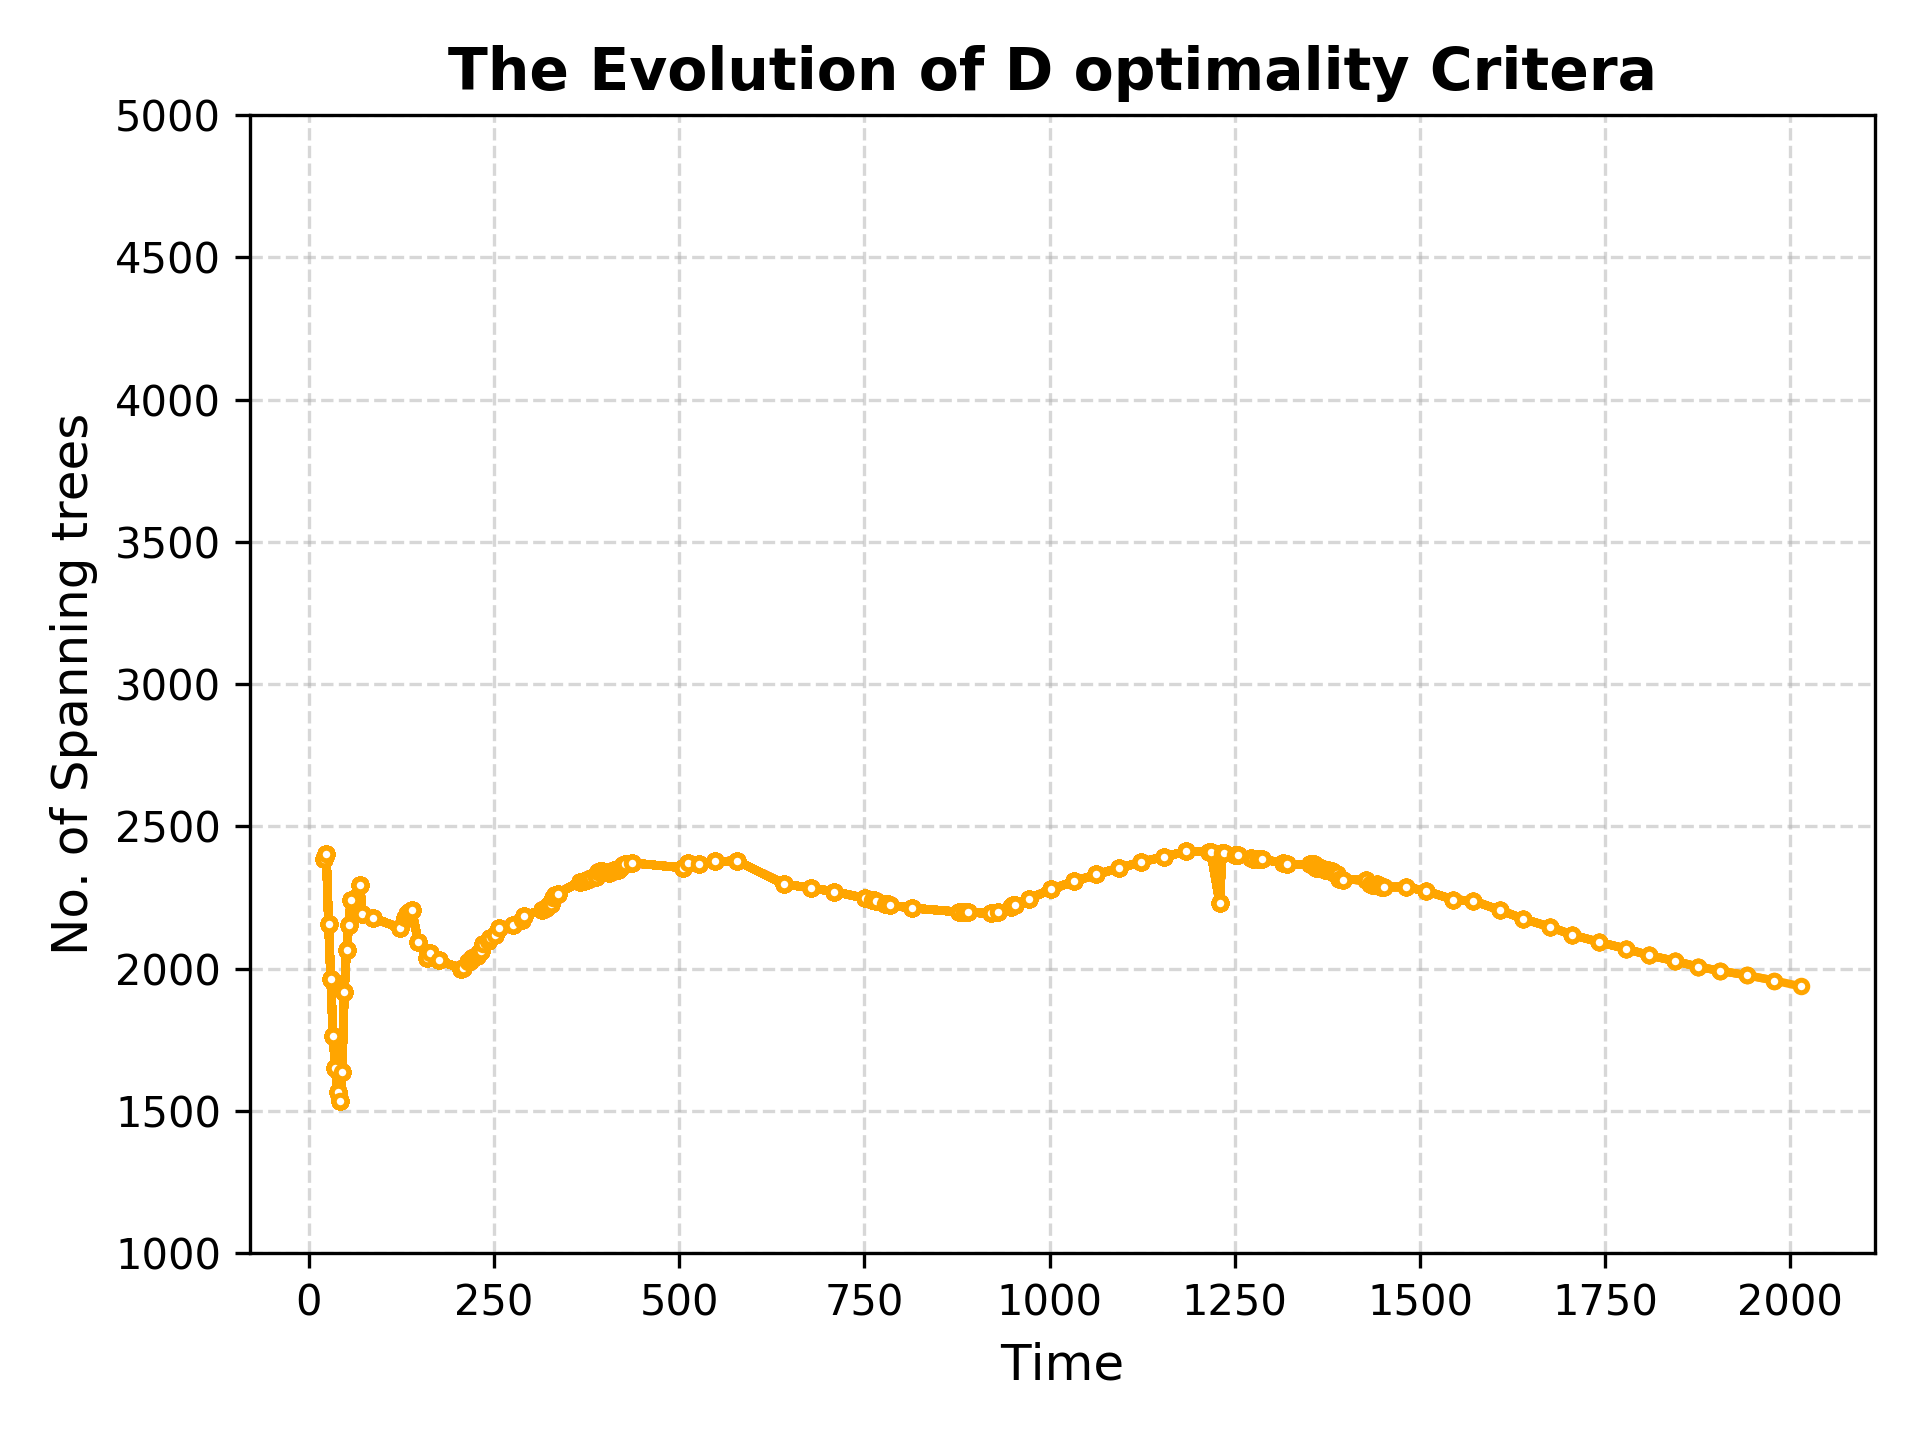 The Evolution of D optimality Critera
5000
4500
4000
3500
3000
2500
2000
1500
1000
No. of Spanning trees
0 250 500 750 1000 1250 1500 1750 2000
Time